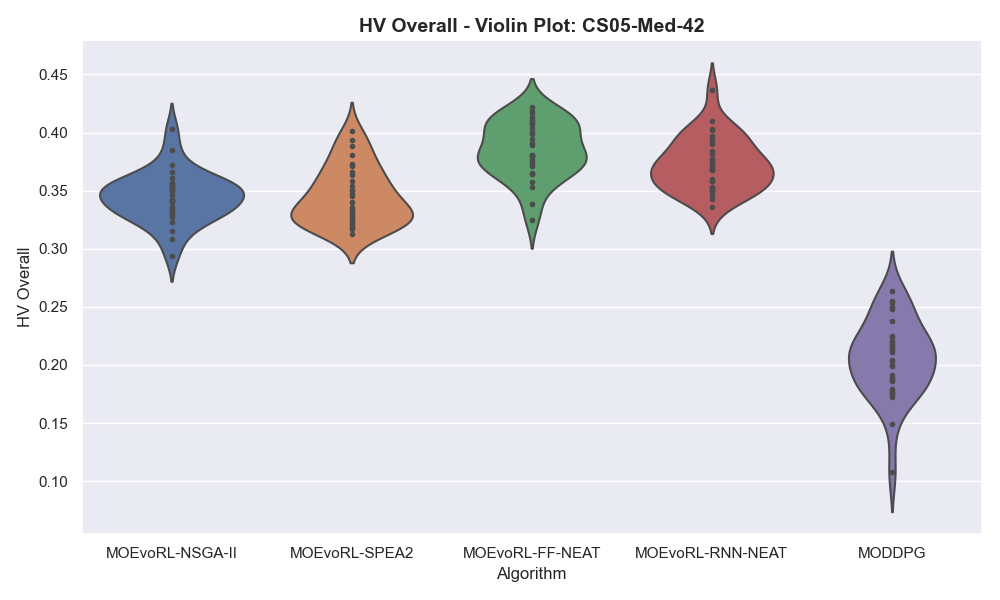 HV Overall - Violin Plot: CS05-Med-42
HV Overall
0.45
0.40
0.35
0.30
0.25
0.20
0.15
0.10
MOEvoRL-NSGA-II
MOEvoRL-SPEA2
MOEvoRL-FF-NEAT
MOEvoRL-RNN-NEAT
MODDPG
Algorithm